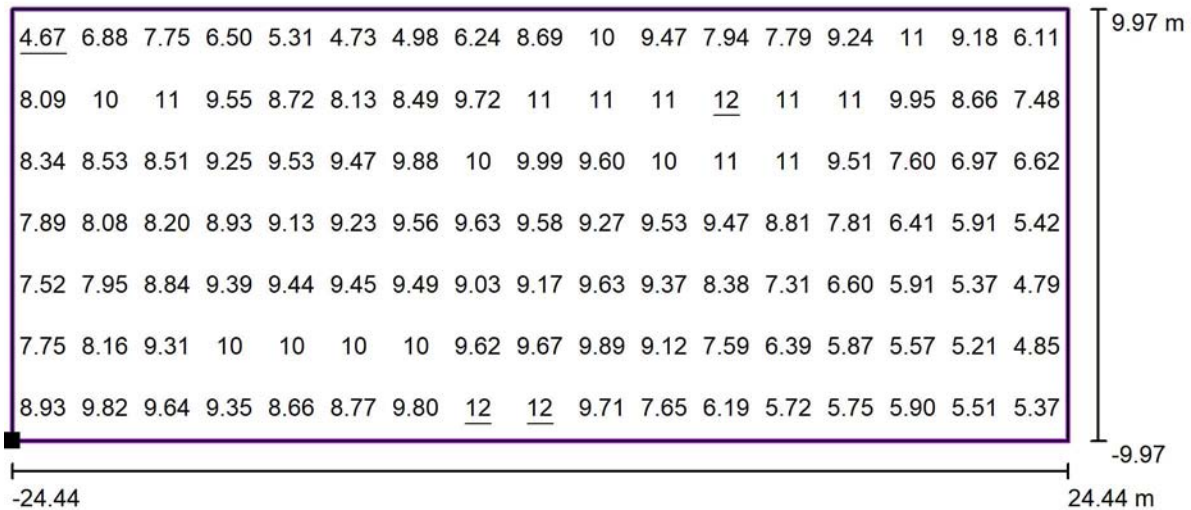 4.67 6.88 7.75 6.50 5.31 4.73 4.98 6.24 8.69 10 9.47 7.94 7.79 9.24 11 9.18 6.11
8.09 10 11 9.55 8.72 8.13 8.49 9.72 11 11 11 12 11 11 9.95 8.66 7.48
8.34 8.53 8.51 9.25 9.53 9.47 9.88 10 9.99 9.60 10 11 11 9.51 7.60 6.97 6.62
7.89 8.08 8.20 8.93 9.13 9.23 9.56 9.63 9.58 9.27 9.53 9.47 8.81 7.81 6.41 5.91 5.42
7.52 7.95 8.84 9.39 9.44 9.45 9.49 9.03 9.17 9.63 9.37 8.38 7.31 6.60 5.91 5.37 4.79
7.75 8.16 9.31 10 10 10 10 9.62 9.67 9.89 9.12 7.59 6.39 5.87 5.57 5.21 4.85
8.93 9.82 9.64 9.35 8.66 8.77 9.80 12 12 9.71 7.65 6.19 5.72 5.75 5.90 5.51 5.37
9.97 m
-9.97
-24.44
24.44 m